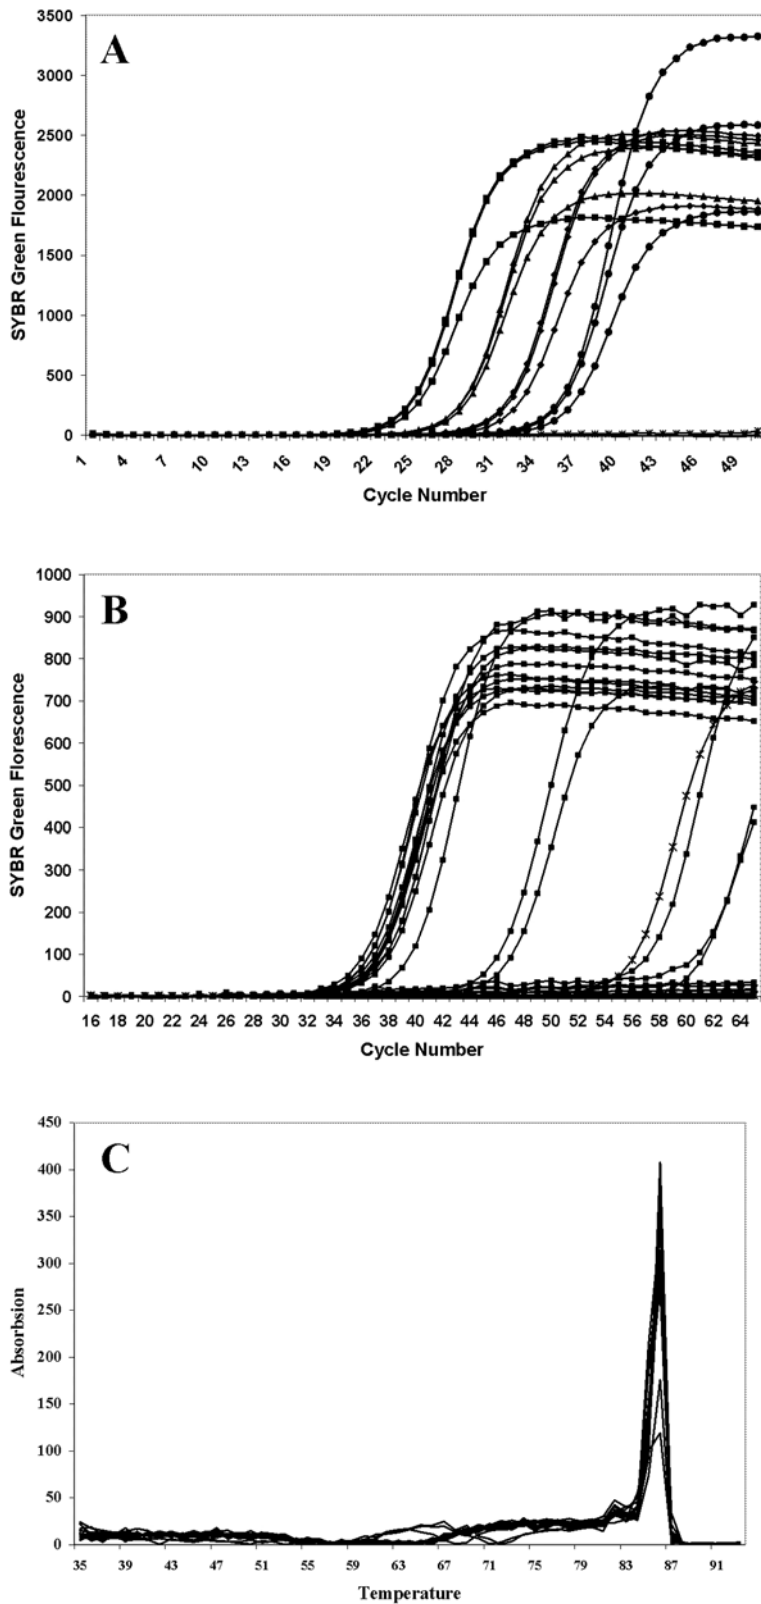 A
3500
3000
2500
2000
1500
1000
500
0
SYBR Green Flourescence
1 4 7 10 13 16 19 22 25 28 31 34 37 40 43 46 49
Cycle Number
B
1000
900
800
700
600
500
400
300
200
100
0
SYBR Green Florescence
16 18 20 22 24 26 28 30 32 34 36 38 40 42 44 46 48 50 52 54 56 58 60 62 64
Cycle Number
C
450
400
350
300
250
200
150
100
50
0
Absorbsion
35 39 43 47 51 55 59 63 67 71 75 79 83 87 91
Temperature